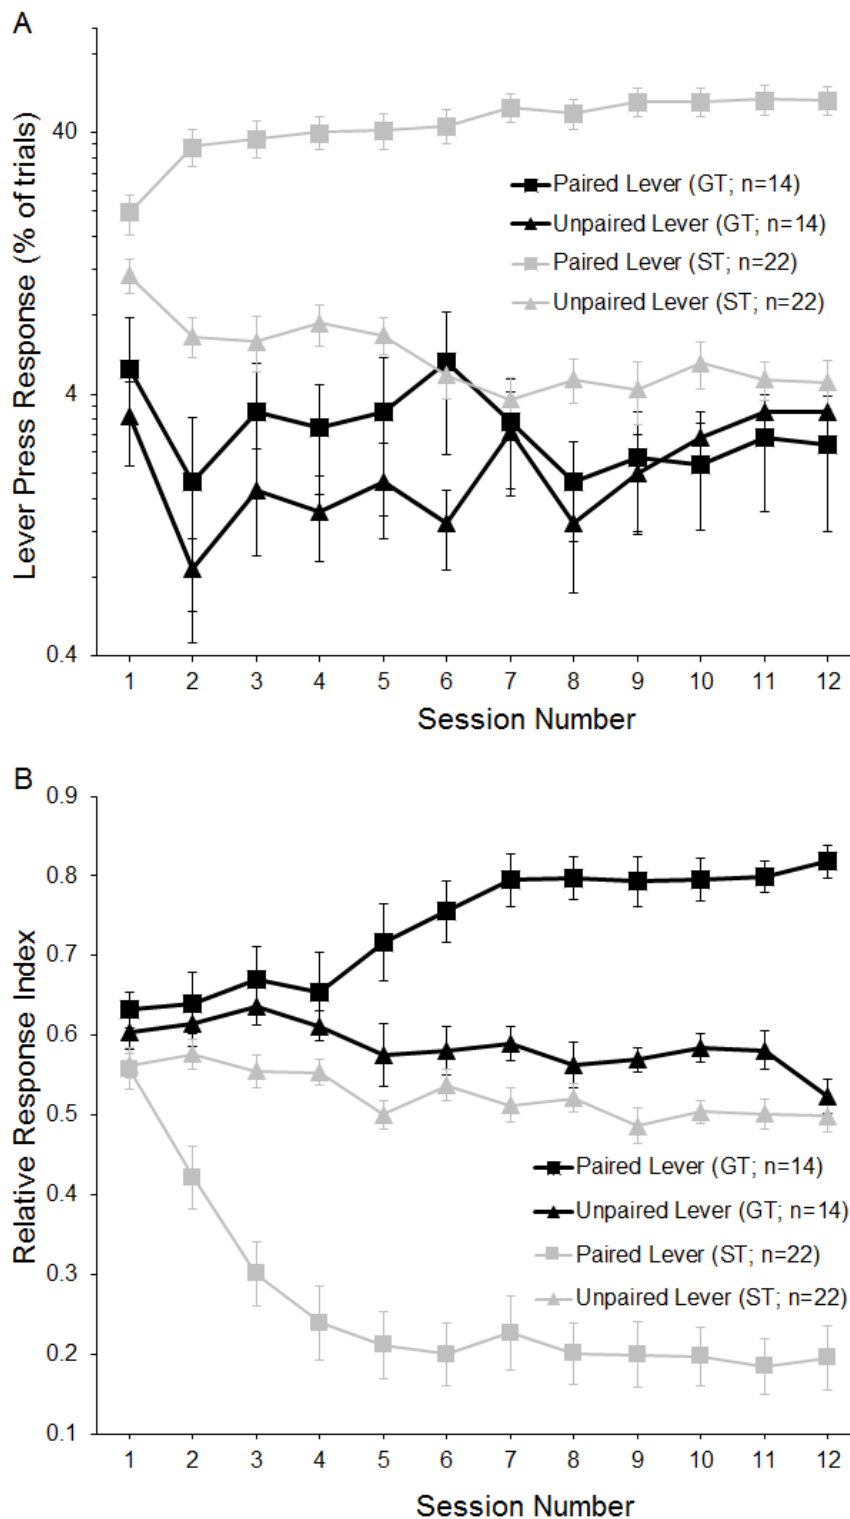 A
Lever Press Response (% of trials)
40
4
0.4
Paired Lever (GT; n=14)
Unpaired Lever (GT; n=14)
Paired Lever (ST; n=22)
Unpaired Lever (ST; n=22)
1 2 3 4 5 6 7 8 9 10 11 12
Session Number
B
Relative Response Index
0.9
0.8
0.7
0.6
0.5
0.4
0.3
0.2
0.1
Paired Lever (GT; n=14)
Unpaired Lever (GT; n=14)
Paired Lever (ST; n=22)
Unpaired Lever (ST; n=22)
1 2 3 4 5 6 7 8 9 10 11 12
Session Number